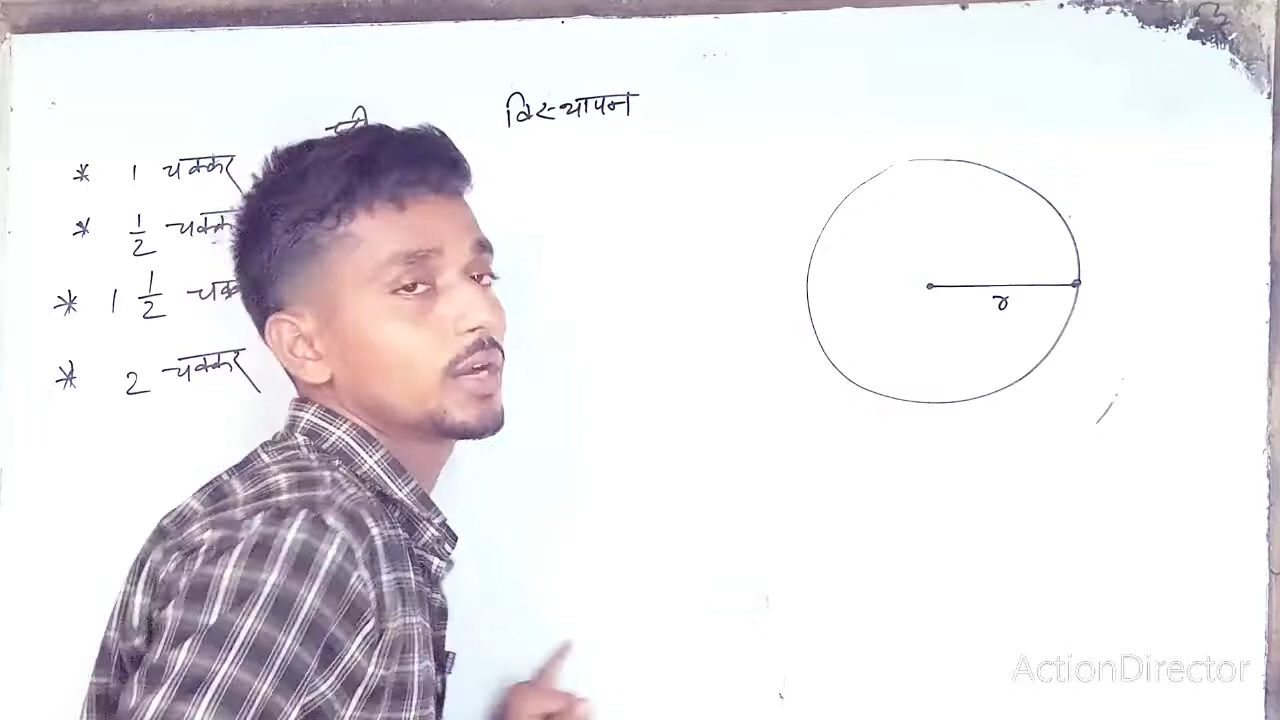 विस्थापन
* 1 चक्कर
* 1/2
* 1 1/2
* 2 चक्कर
r
ActionDirector